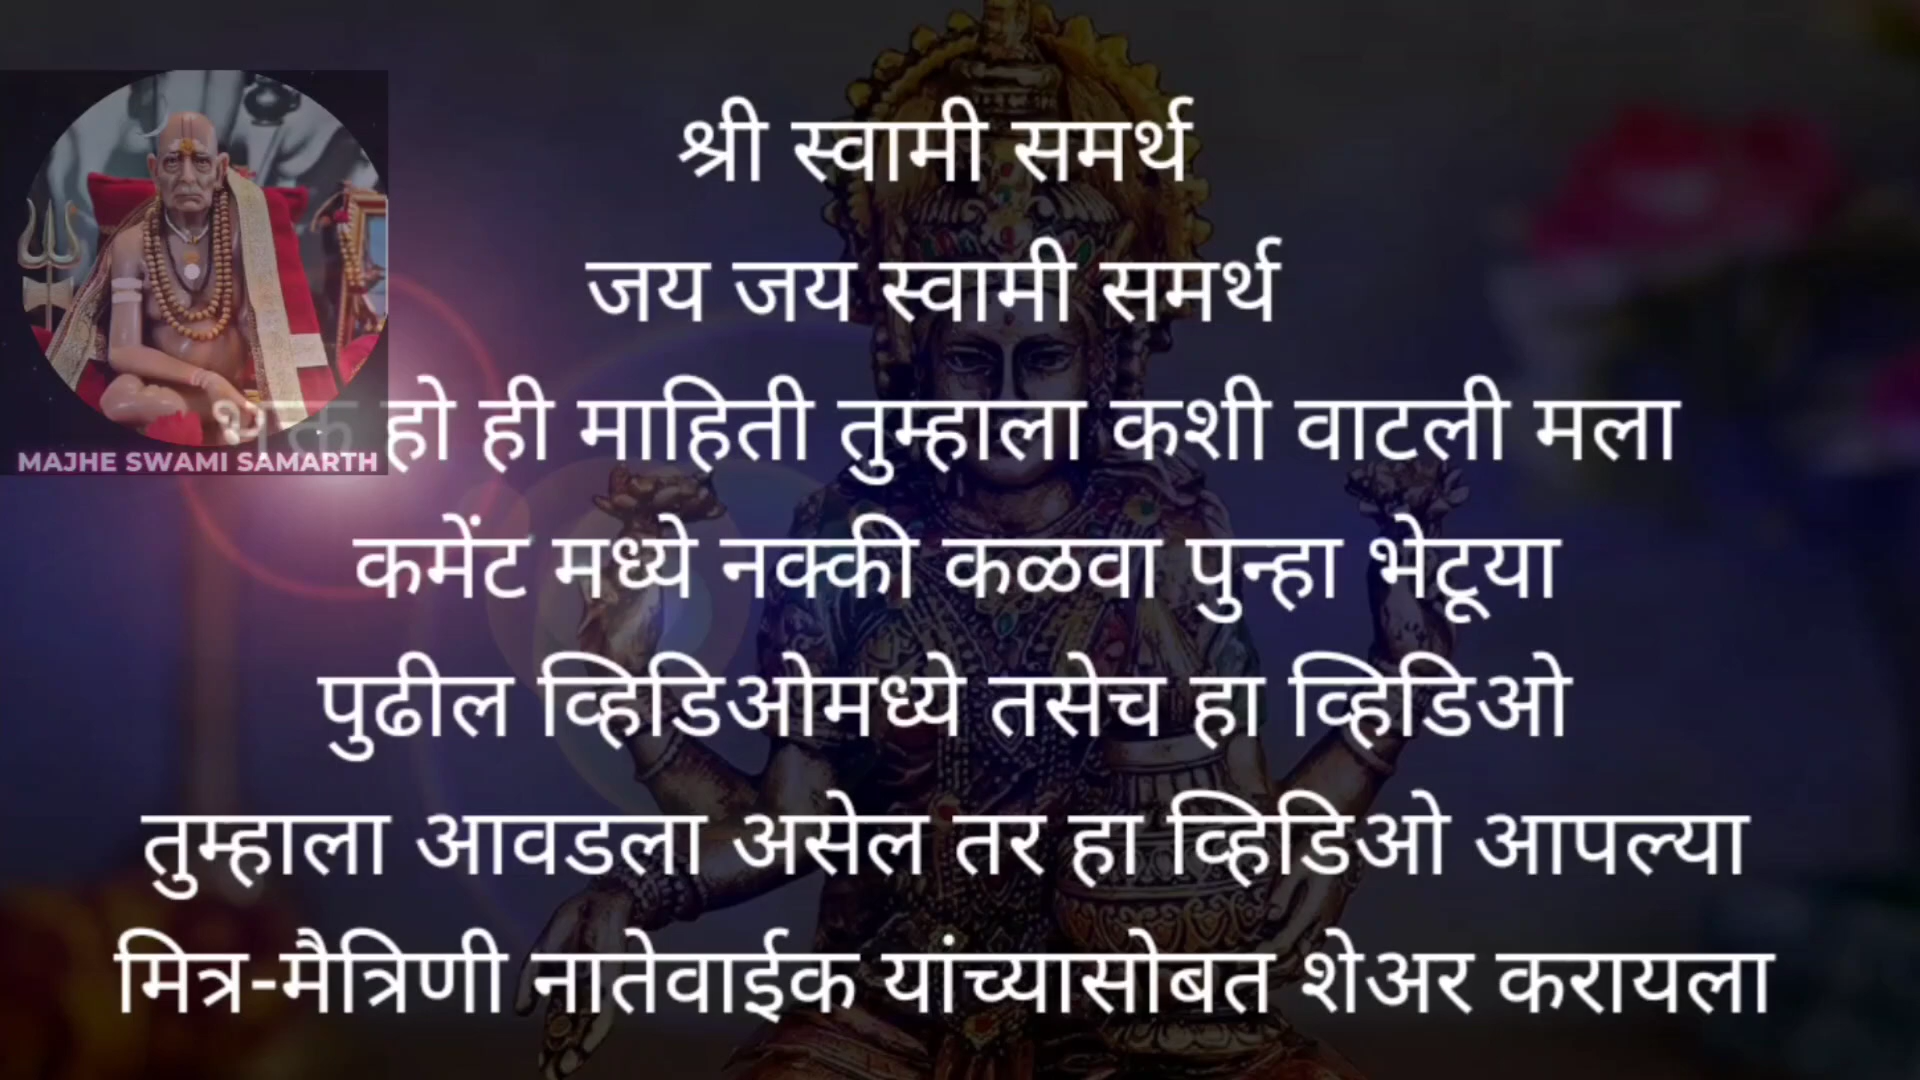 श्री स्वामी समर्थ
जय जय स्वामी समर्थ
भक्त हो ही माहिती तुम्हाला कशी वाटली मला
MAJHE SWAMI SAMARTH
कमेंट मध्ये नक्की कळवा पुन्हा भेटूया
पुढील व्हिडिओमध्ये तसेच हा व्हिडिओ
तुम्हाला आवडला असेल तर हा व्हिडिओ आपल्या
मित्र-मैत्रिणी नातेवाईक यांच्यासोबत शेअर करायला